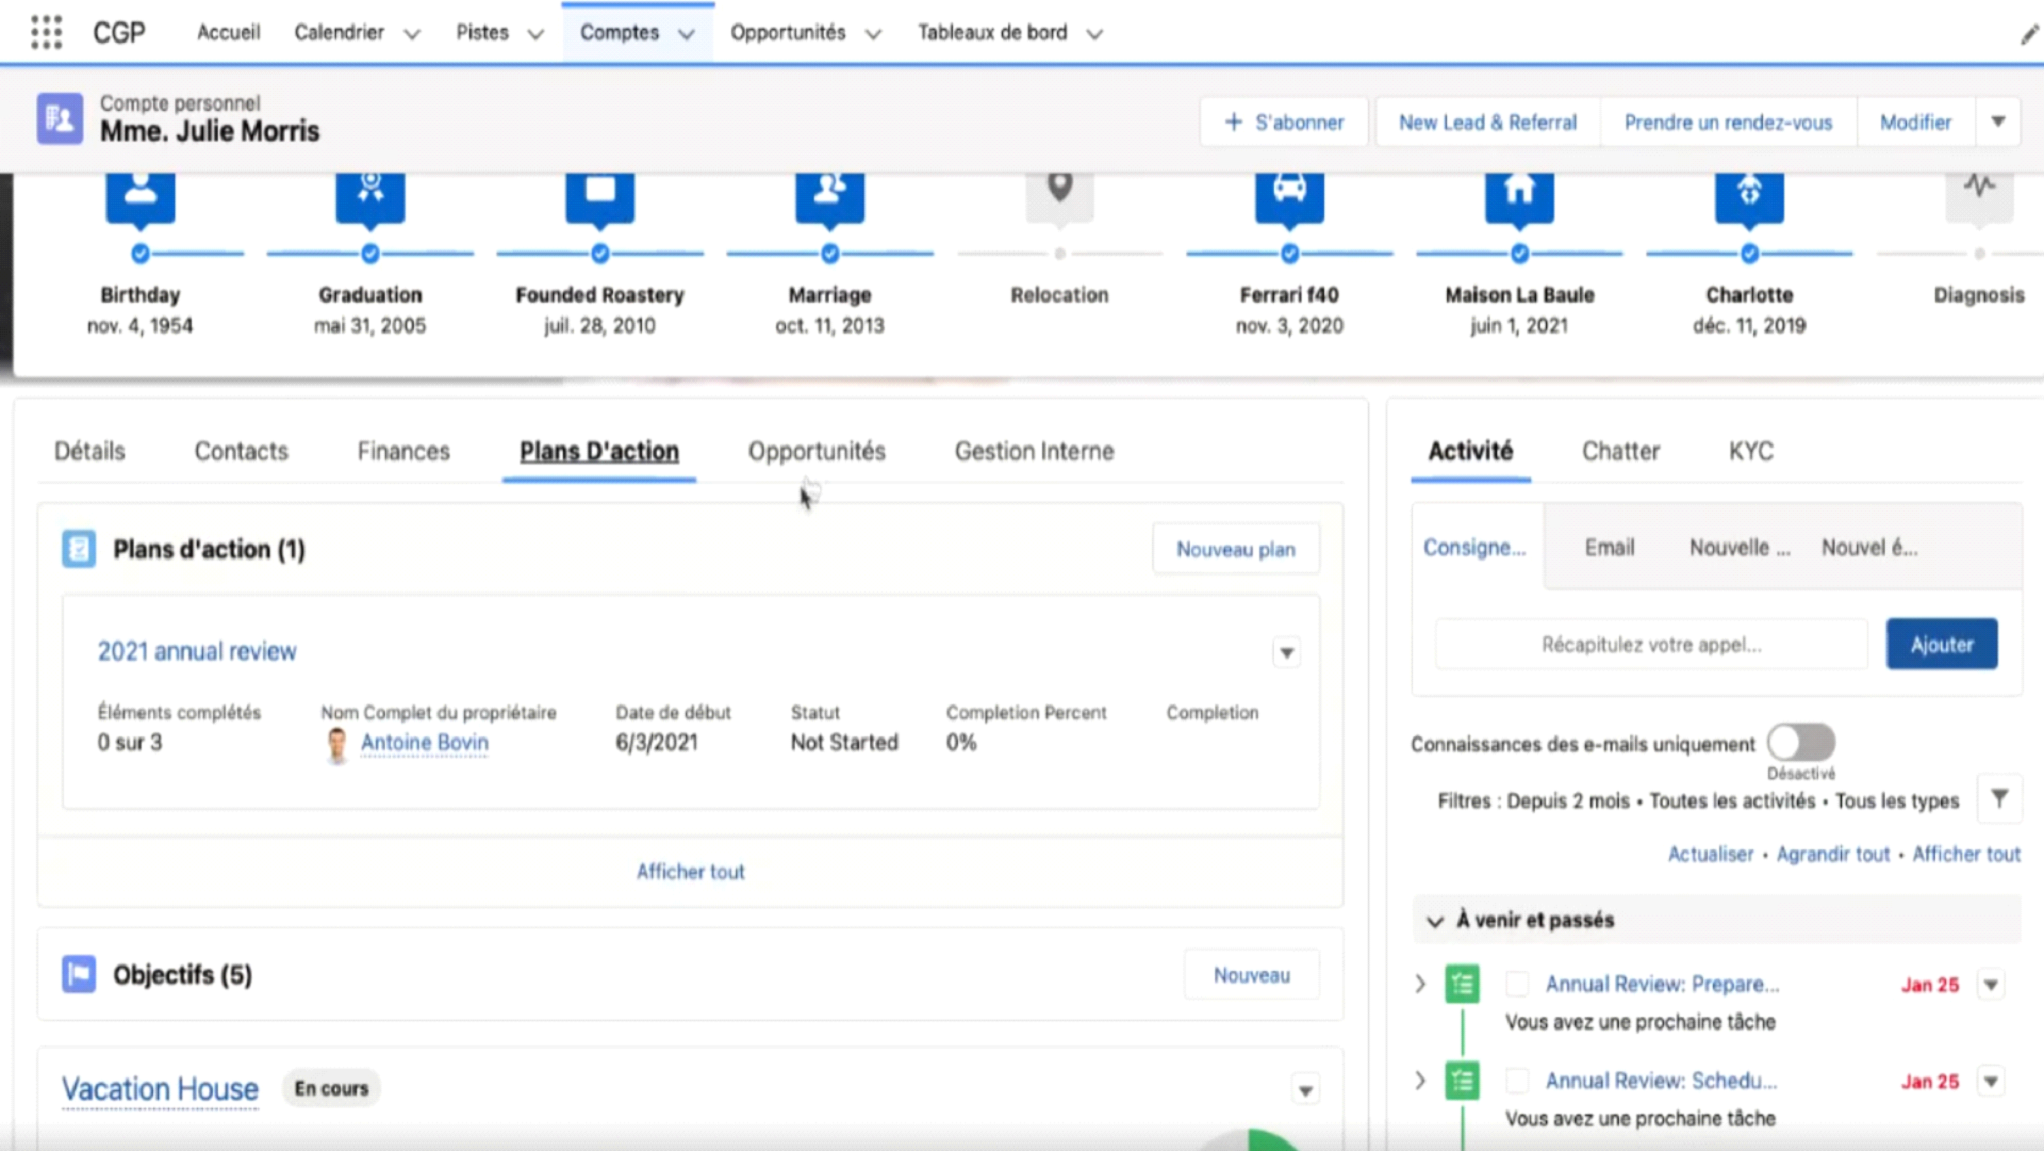 CGP Accueil Calendrier Pistes Comptes Opportunités Tableaux de bord
Compte personnel
Mme. Julie Morris
+ S'abonner New Lead & Referral Prendre un rendez-vous Modifier
Birthday Graduation Founded Roastery Marriage Relocation Ferrari f40 Maison La Baule Charlotte Diagnosis
nov. 4, 1954 mai 31, 2005 juil. 28, 2010 oct. 11, 2013 nov. 3, 2020 juin 1, 2021 déc. 11, 2019
Détails Contacts Finances Plans D'action Opportunités Gestion Interne
Plans d'action (1) Nouveau plan
2021 annual review
Éléments complétés Nom Complet du propriétaire Date de début Statut Completion Percent Completion
0 sur 3 Antoine Bovin 6/3/2021 Not Started 0%
Afficher tout
Objectifs (5) Nouveau
Vacation House En cours
Activité Chatter KYC
Consigne... Email Nouvelle ... Nouvel é...
Récapitulez votre appel... Ajouter
Connaissances des e-mails uniquement
Désactivé
Filtres : Depuis 2 mois • Toutes les activités • Tous les types
Actualiser • Agrandir tout • Afficher tout
À venir et passés
Annual Review: Prepare... Jan 25
Vous avez une prochaine tâche
Annual Review: Schedu... Jan 25
Vous avez une prochaine tâche